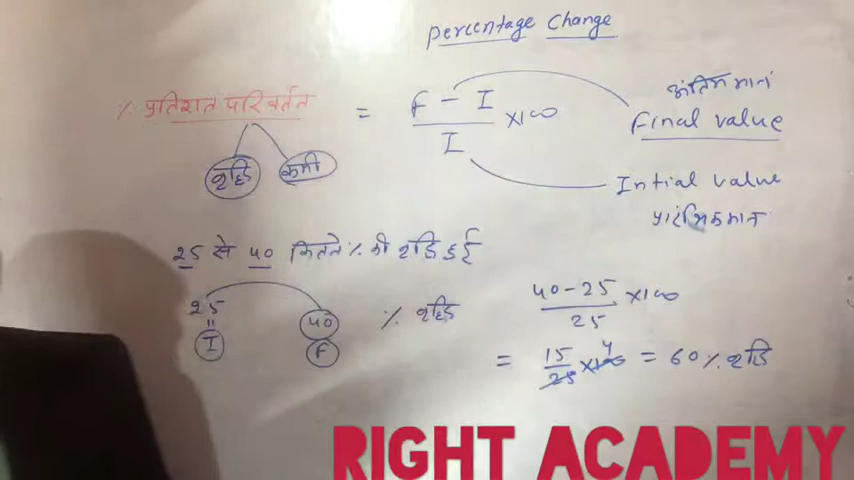 Percentage Change
% प्रतिशत परिवर्तन = F - I / I ×100
अंतिम मान
Final value
वृद्धि कमी
Intial value
प्रारंभिक मान
25 से 40 कितने % की वृद्धि हुई
25 40 % वृद्धि 40-25 / 25 ×100
"
I F
= 15/25 ×100 4 = 60% वृद्धि
RIGHT ACADEMY